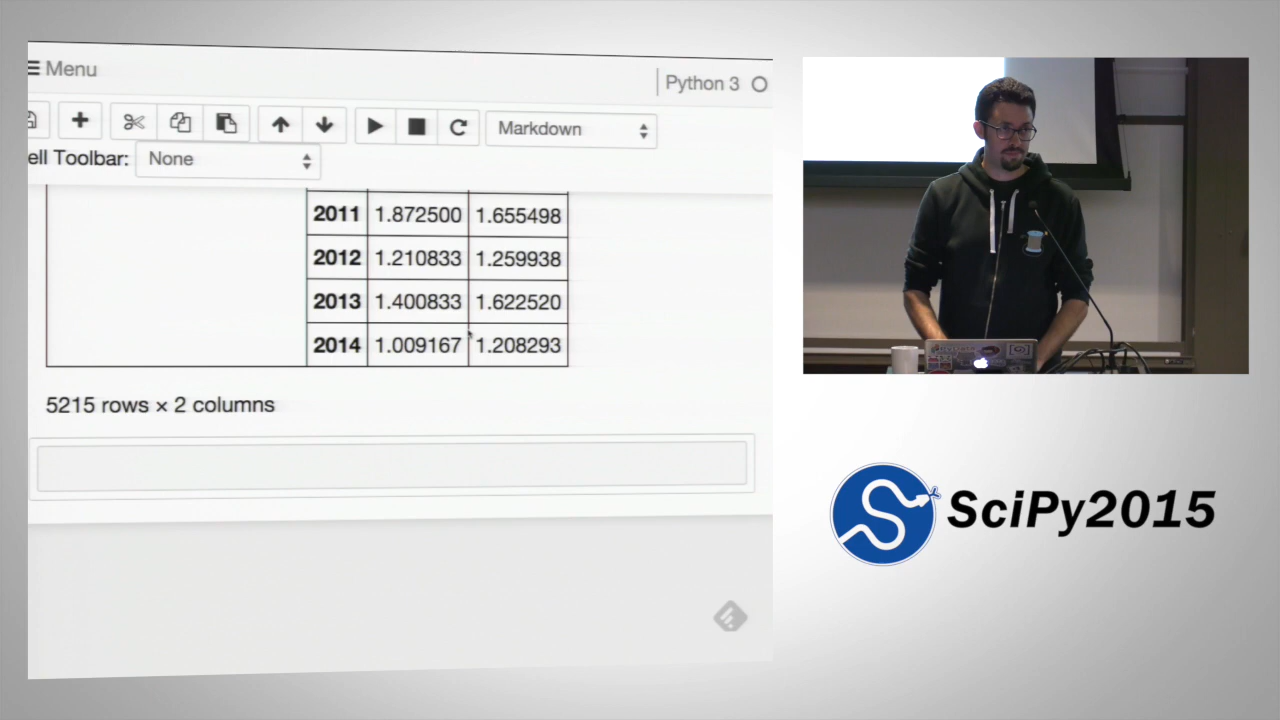 Menu
Python 3
Markdown
ell Toolbar: None
2011 1.872500 1.655498
2012 1.210833 1.259938
2013 1.400833 1.622520
2014 1.009167 1.208293
5215 rows × 2 columns
SciPy2015